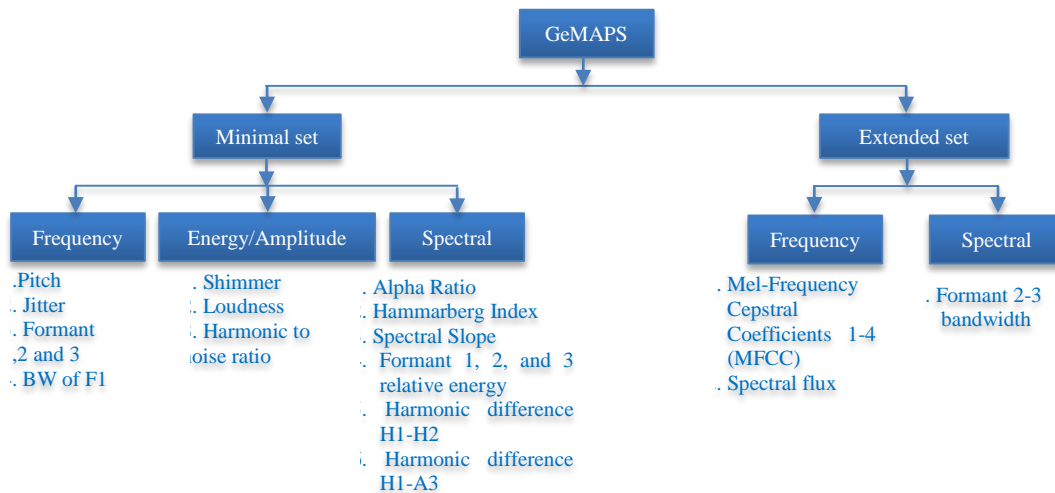 GeMAPS
Minimal set
Extended set
Frequency
Energy/Amplitude
Spectral
Frequency
Spectral
.Pitch
. Jitter
. Formant
,2 and 3
. BW of F1
. Shimmer
. Loudness
. Harmonic to
noise ratio
. Alpha Ratio
. Hammarberg Index
. Spectral Slope
. Formant 1, 2, and 3
relative energy
. Harmonic difference
H1-H2
. Harmonic difference
H1-A3
. Mel-Frequency
Cepstral
Coefficients 1-4
(MFCC)
. Spectral flux
. Formant 2-3
bandwidth